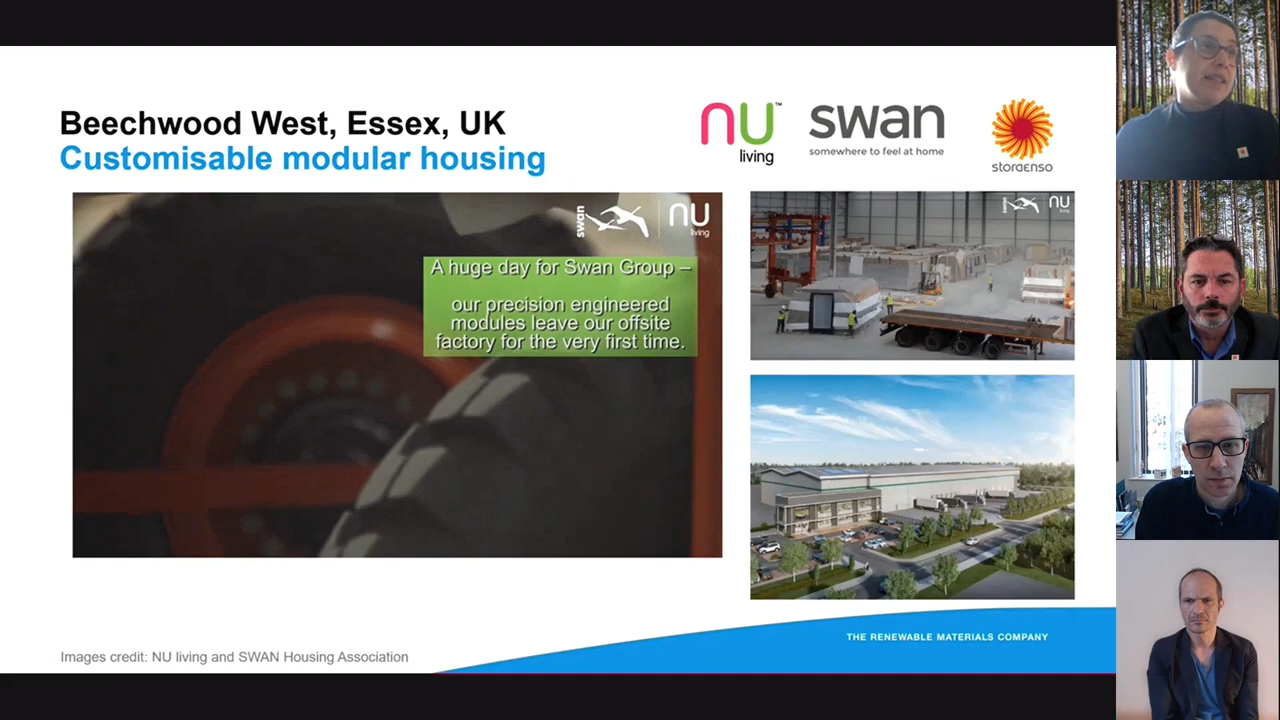 Beechwood West, Essex, UK
Customisable modular housing
nu™
living
swan
somewhere to feel at home
storaenso
swan
nu
living
A huge day for Swan Group –
our precision engineered
modules leave our offsite
factory for the very first time.
swan
nu
living
THE RENEWABLE MATERIALS COMPANY
Images credit: NU living and SWAN Housing Association